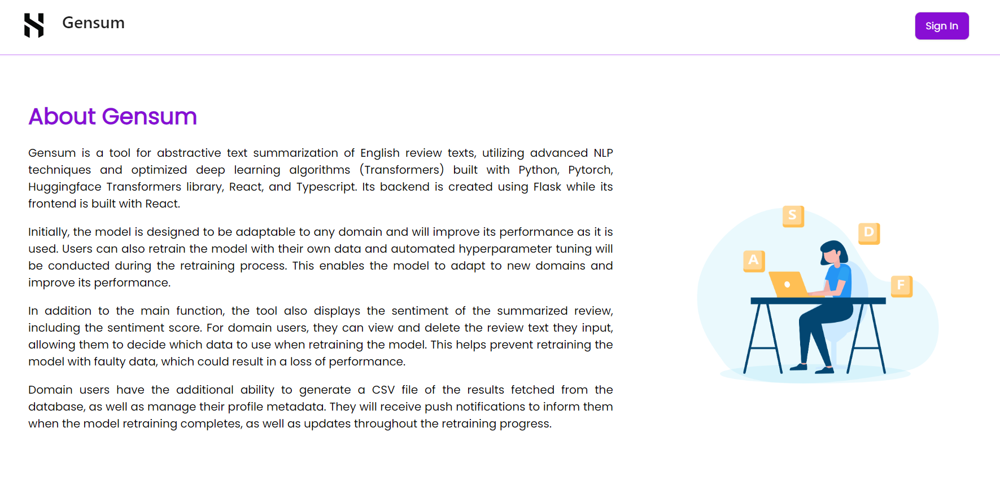 Gensum
Sign In
About Gensum
Gensum is a tool for abstractive text summarization of English review texts, utilizing advanced NLP
techniques and optimized deep learning algorithms (Transformers) built with Python, Pytorch,
Huggingface Transformers library, React, and Typescript. Its backend is created using Flask while its
frontend is built with React.
Initially, the model is designed to be adaptable to any domain and will improve its performance as it is
used. Users can also retrain the model with their own data and automated hyperparameter tuning will
be conducted during the retraining process. This enables the model to adapt to new domains and
improve its performance.
In addition to the main function, the tool also displays the sentiment of the summarized review,
including the sentiment score. For domain users, they can view and delete the review text they input,
allowing them to decide which data to use when retraining the model. This helps prevent retraining the
model with faulty data, which could result in a loss of performance.
Domain users have the additional ability to generate a CSV file of the results fetched from the
database, as well as manage their profile metadata. They will receive push notifications to inform them
when the model retraining completes, as well as updates throughout the retraining progress.
A
S
D
F